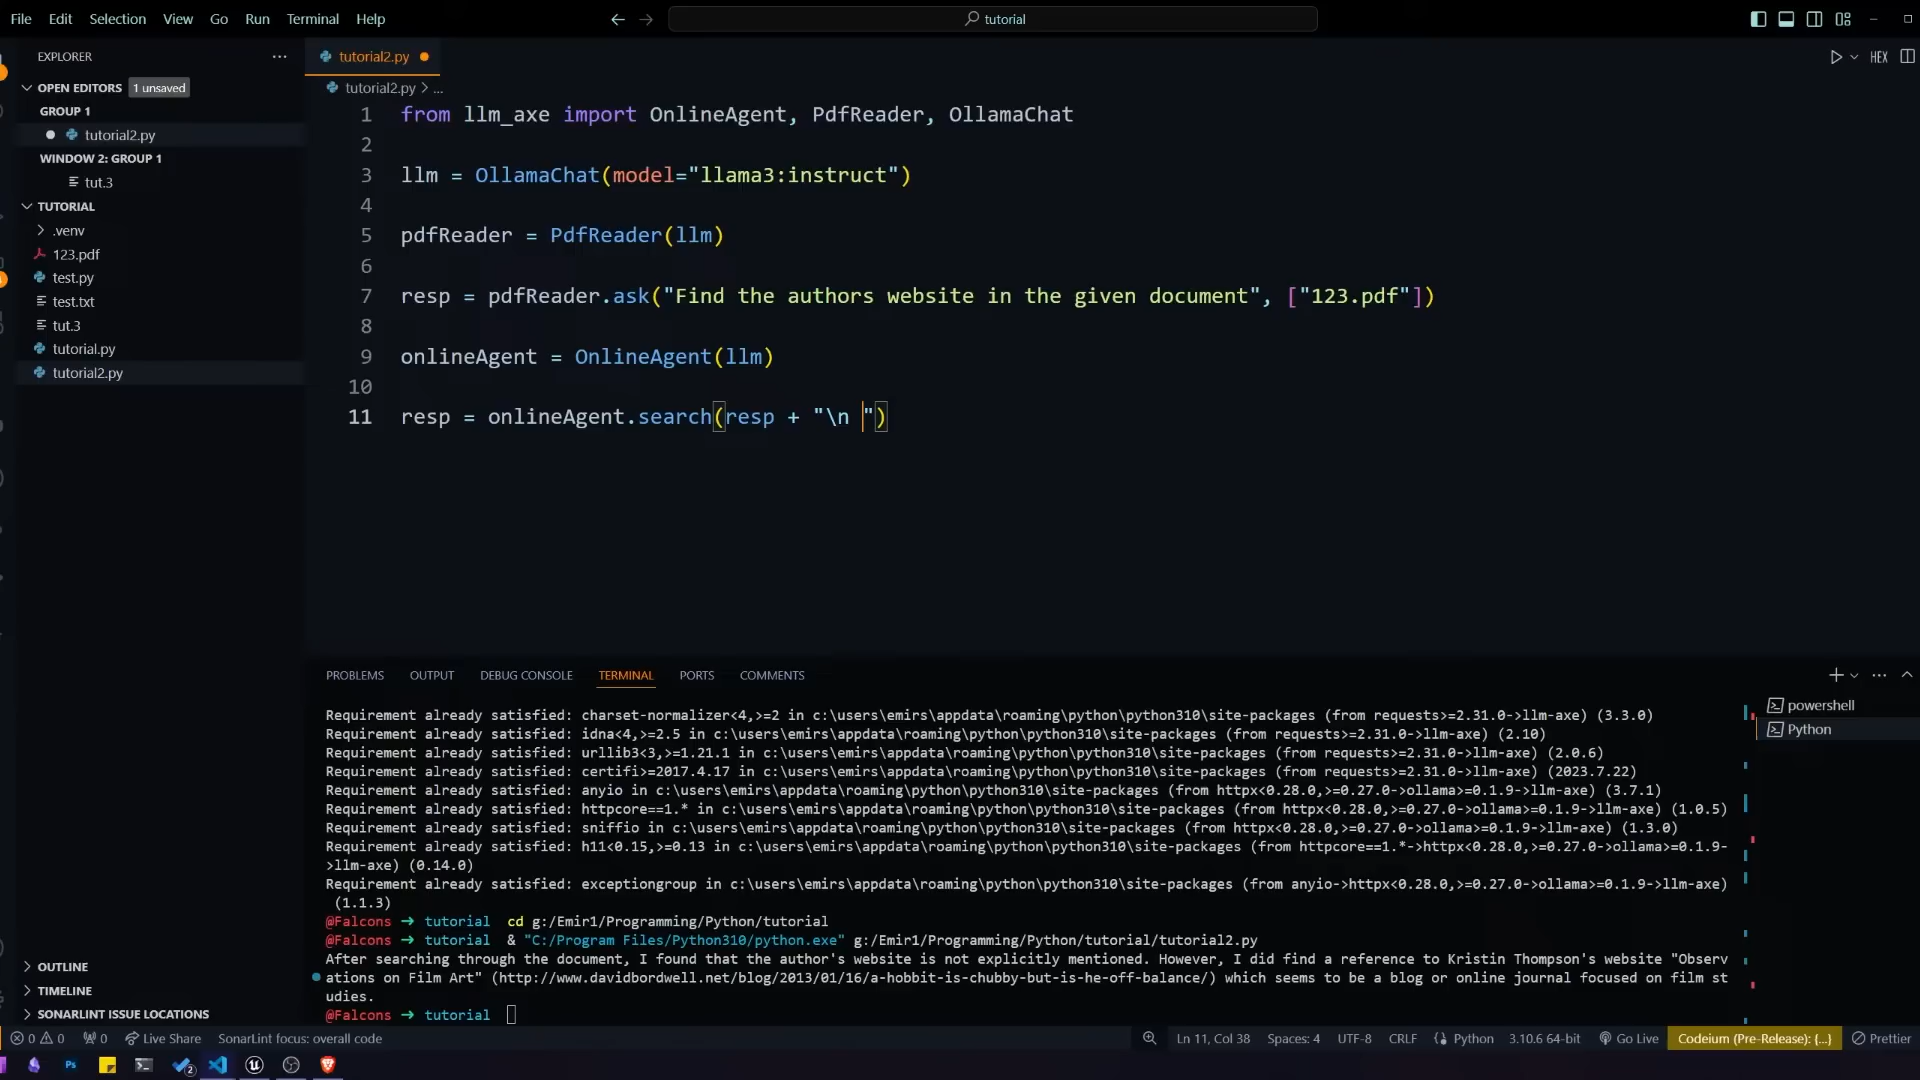 File Edit Selection View Go Run Terminal Help
tutorial
EXPLORER
OPEN EDITORS 1 unsaved
GROUP 1
tutorial2.py
WINDOW 2: GROUP 1
tut.3
TUTORIAL
.venv
123.pdf
test.py
test.txt
tut.3
tutorial.py
tutorial2.py
OUTLINE
TIMELINE
SONARLINT ISSUE LOCATIONS
tutorial2.py
HEX
tutorial2.py > ...
1 from llm_axe import OnlineAgent, PdfReader, OllamaChat
2
3 llm = OllamaChat(model="llama3:instruct")
4
5 pdfReader = PdfReader(llm)
6
7 resp = pdfReader.ask("Find the authors website in the given document", ["123.pdf"])
8
9 onlineAgent = OnlineAgent(llm)
10
11 resp = onlineAgent.search(resp + "\n ")
PROBLEMS OUTPUT DEBUG CONSOLE TERMINAL PORTS COMMENTS
Requirement already satisfied: charset-normalizer<4,>=2 in c:\users\emirs\appdata\roaming\python\python310\site-packages (from requests>=2.31.0->llm-axe) (3.3.0)
Requirement already satisfied: idna<4,>=2.5 in c:\users\emirs\appdata\roaming\python\python310\site-packages (from requests>=2.31.0->llm-axe) (2.10)
Requirement already satisfied: urllib3<3,>=1.21.1 in c:\users\emirs\appdata\roaming\python\python310\site-packages (from requests>=2.31.0->llm-axe) (2.0.6)
Requirement already satisfied: certifi>=2017.4.17 in c:\users\emirs\appdata\roaming\python\python310\site-packages (from requests>=2.31.0->llm-axe) (2023.7.22)
Requirement already satisfied: anyio in c:\users\emirs\appdata\roaming\python\python310\site-packages (from httpx<0.28.0,>=0.27.0->ollama>=0.1.9->llm-axe) (3.7.1)
Requirement already satisfied: httpcore==1.* in c:\users\emirs\appdata\roaming\python\python310\site-packages (from httpx<0.28.0,>=0.27.0->ollama>=0.1.9->llm-axe) (1.0.5)
Requirement already satisfied: sniffio in c:\users\emirs\appdata\roaming\python\python310\site-packages (from httpx<0.28.0,>=0.27.0->ollama>=0.1.9->llm-axe) (1.3.0)
Requirement already satisfied: h11<0.15,>=0.13 in c:\users\emirs\appdata\roaming\python\python310\site-packages (from httpcore==1.*->httpx<0.28.0,>=0.27.0->ollama>=0.1.9-
>llm-axe) (0.14.0)
Requirement already satisfied: exceptiongroup in c:\users\emirs\appdata\roaming\python\python310\site-packages (from anyio->httpx<0.28.0,>=0.27.0->ollama>=0.1.9->llm-axe)
(1.1.3)
@Falcons → tutorial cd g:/Emir1/Programming/Python/tutorial
@Falcons → tutorial & "C:/Program Files/Python310/python.exe" g:/Emir1/Programming/Python/tutorial/tutorial2.py
After searching through the document, I found that the author's website is not explicitly mentioned. However, I did find a reference to Kristin Thompson's website "Observ
ations on Film Art" (http://www.davidbordwell.net/blog/2013/01/16/a-hobbit-is-chubby-but-is-he-off-balance/) which seems to be a blog or online journal focused on film st
udies.
@Falcons → tutorial
powershell
Python
0 0 0 Live Share SonarLint focus: overall code
Ln 11, Col 38 Spaces: 4 UTF-8 CRLF Python 3.10.6 64-bit Go Live Codeium (Pre-Release): {...} Prettier
Ps
2